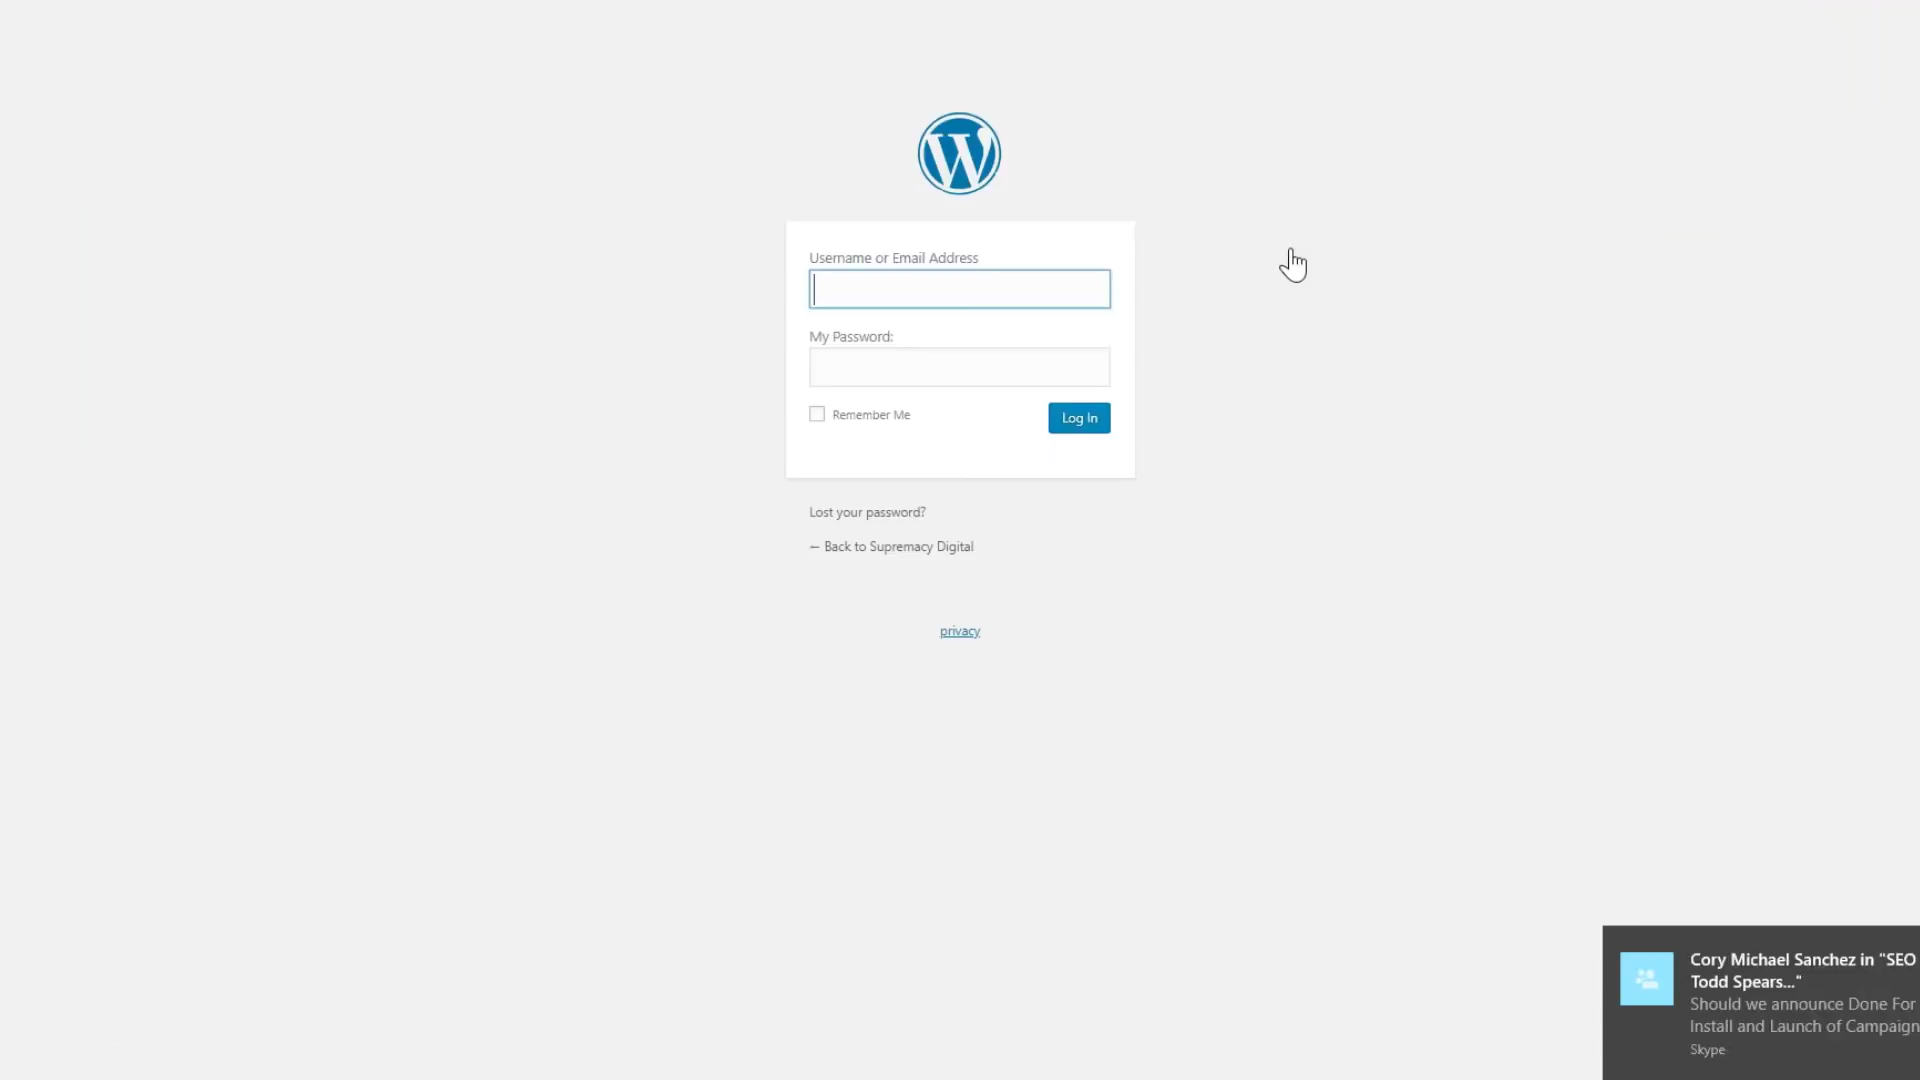 Username or Email Address
My Password:
Remember Me
Log In
Lost your password?
← Back to Supremacy Digital
privacy
Cory Michael Sanchez in "SEO
Todd Spears..."
Should we announce Done For
Install and Launch of Campaign
Skype